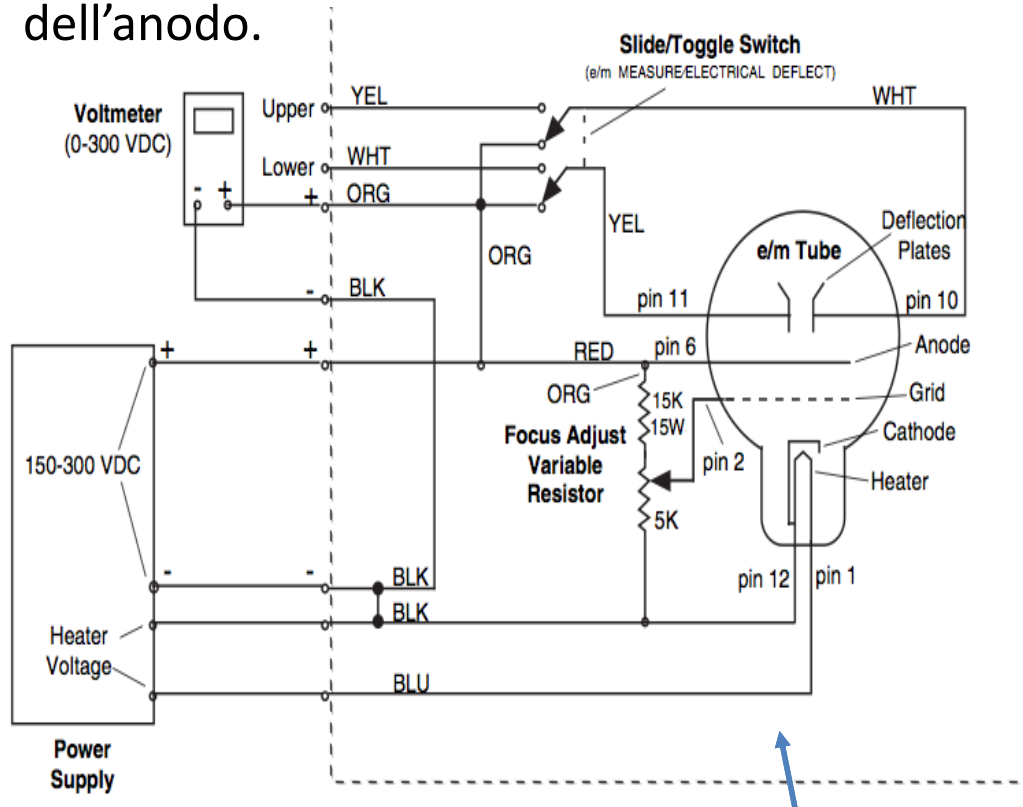 dell’anodo.
Slide/Toggle Switch
(e/m MEASURE/ELECTRICAL DEFLECT)
Voltmeter
(0-300 VDC)
- +
Upper
YEL
WHT
Lower
WHT
+
ORG
YEL
ORG
Deflection
Plates
e/m Tube
-
BLK
pin 11
pin 10
+
+
RED
pin 6
Anode
ORG
15K
15W
Grid
Focus Adjust
Variable
Resistor
pin 2
Cathode
Heater
150-300 VDC
5K
-
-
BLK
pin 12
pin 1
BLK
Heater
Voltage
BLU
Power
Supply